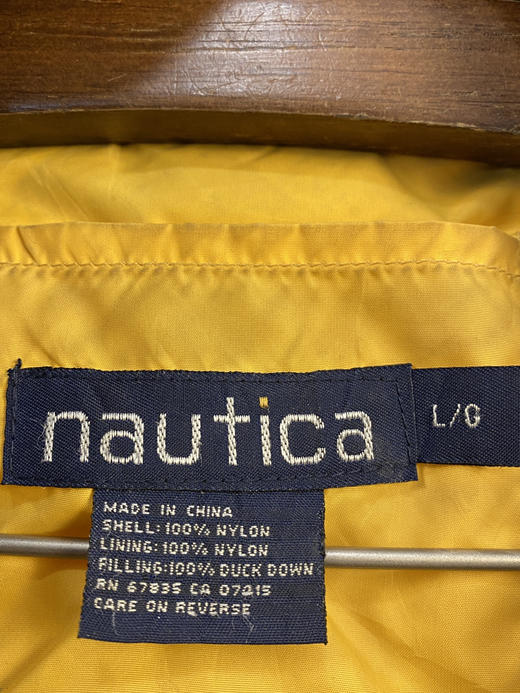 nautica
L/G
MADE IN CHINA
SHELL: 100% NYLON
LINING: 100% NYLON
FILLING: 100% DUCK DOWN
RN 67835 CA 07215
CARE ON REVERSE